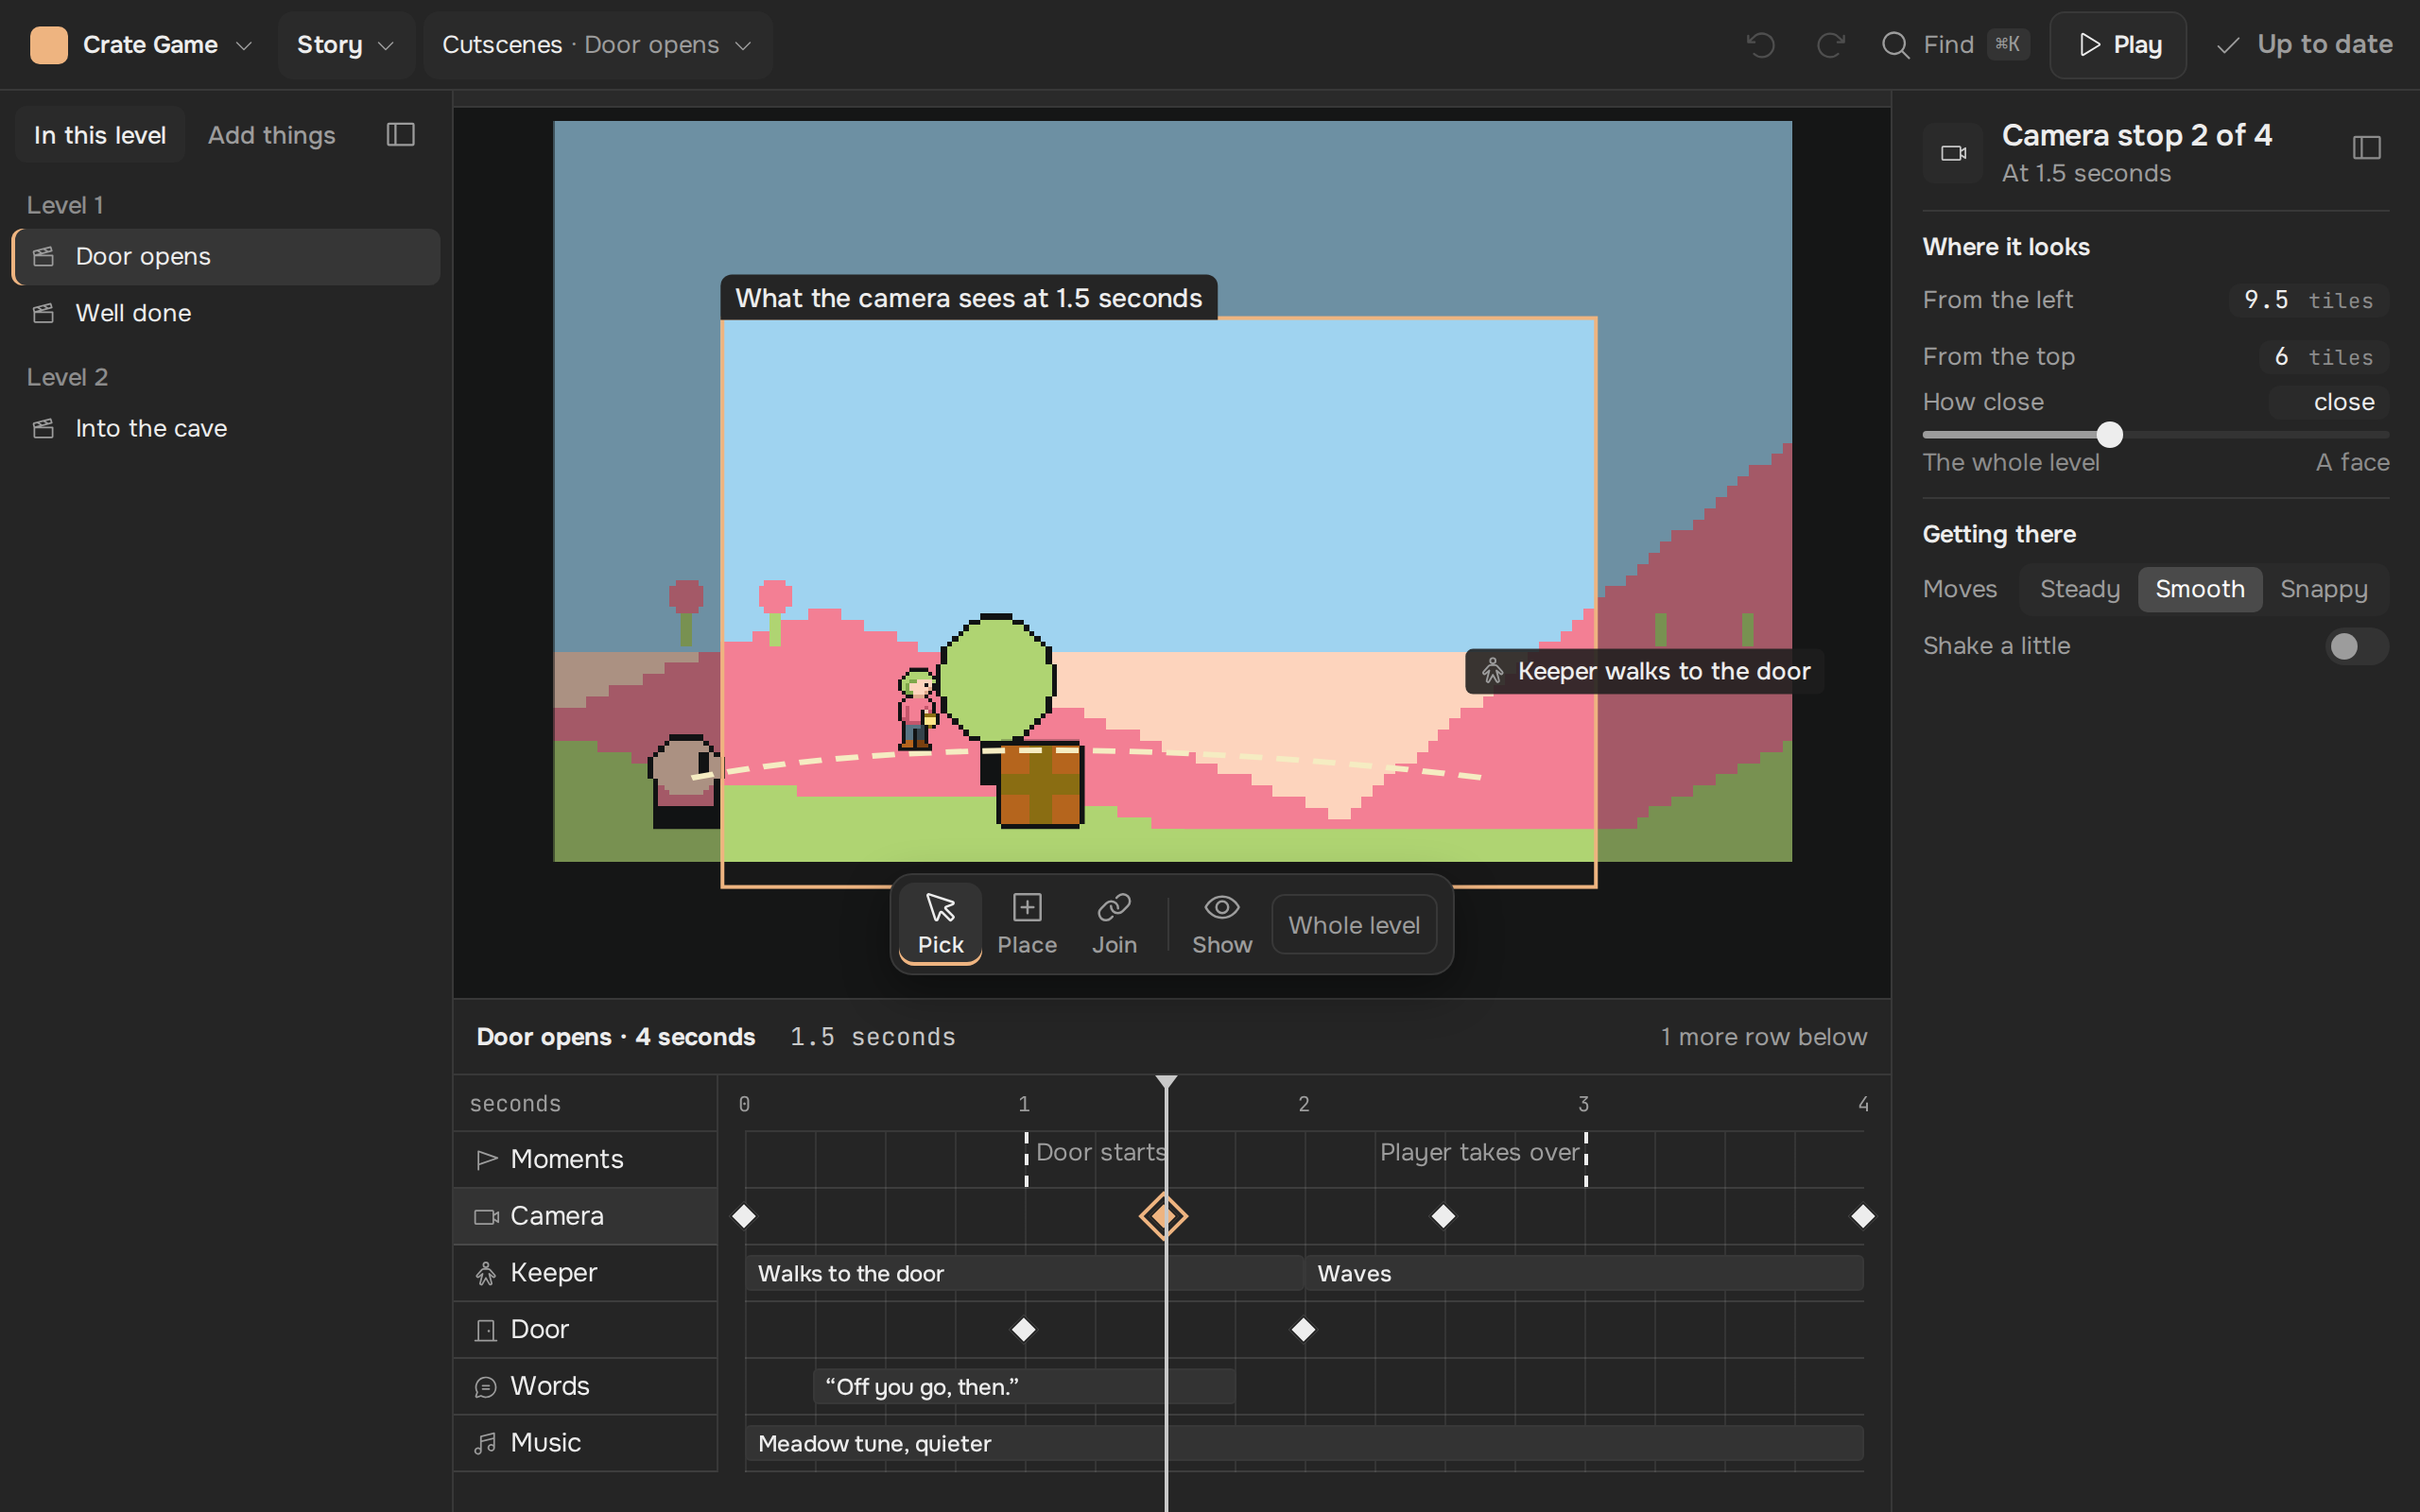 Crate Game
Story
Cutscenes · Door opens
Find ⌘K
Play
Up to date
In this level
Add things
Level 1
Door opens
Well done
Level 2
Into the cave
What the camera sees at 1.5 seconds
Keeper walks to the door
Pick
Place
Join
Show
Whole level
Camera stop 2 of 4
At 1.5 seconds
Where it looks
From the left 9.5 tiles
From the top 6 tiles
How close close
The whole level A face
Getting there
Moves Steady Smooth Snappy
Shake a little
Door opens · 4 seconds 1.5 seconds
1 more row below
seconds 0 1 2 3 4
Moments Door starts Player takes over
Camera
Keeper Walks to the door Waves
Door
Words “Off you go, then.”
Music Meadow tune, quieter